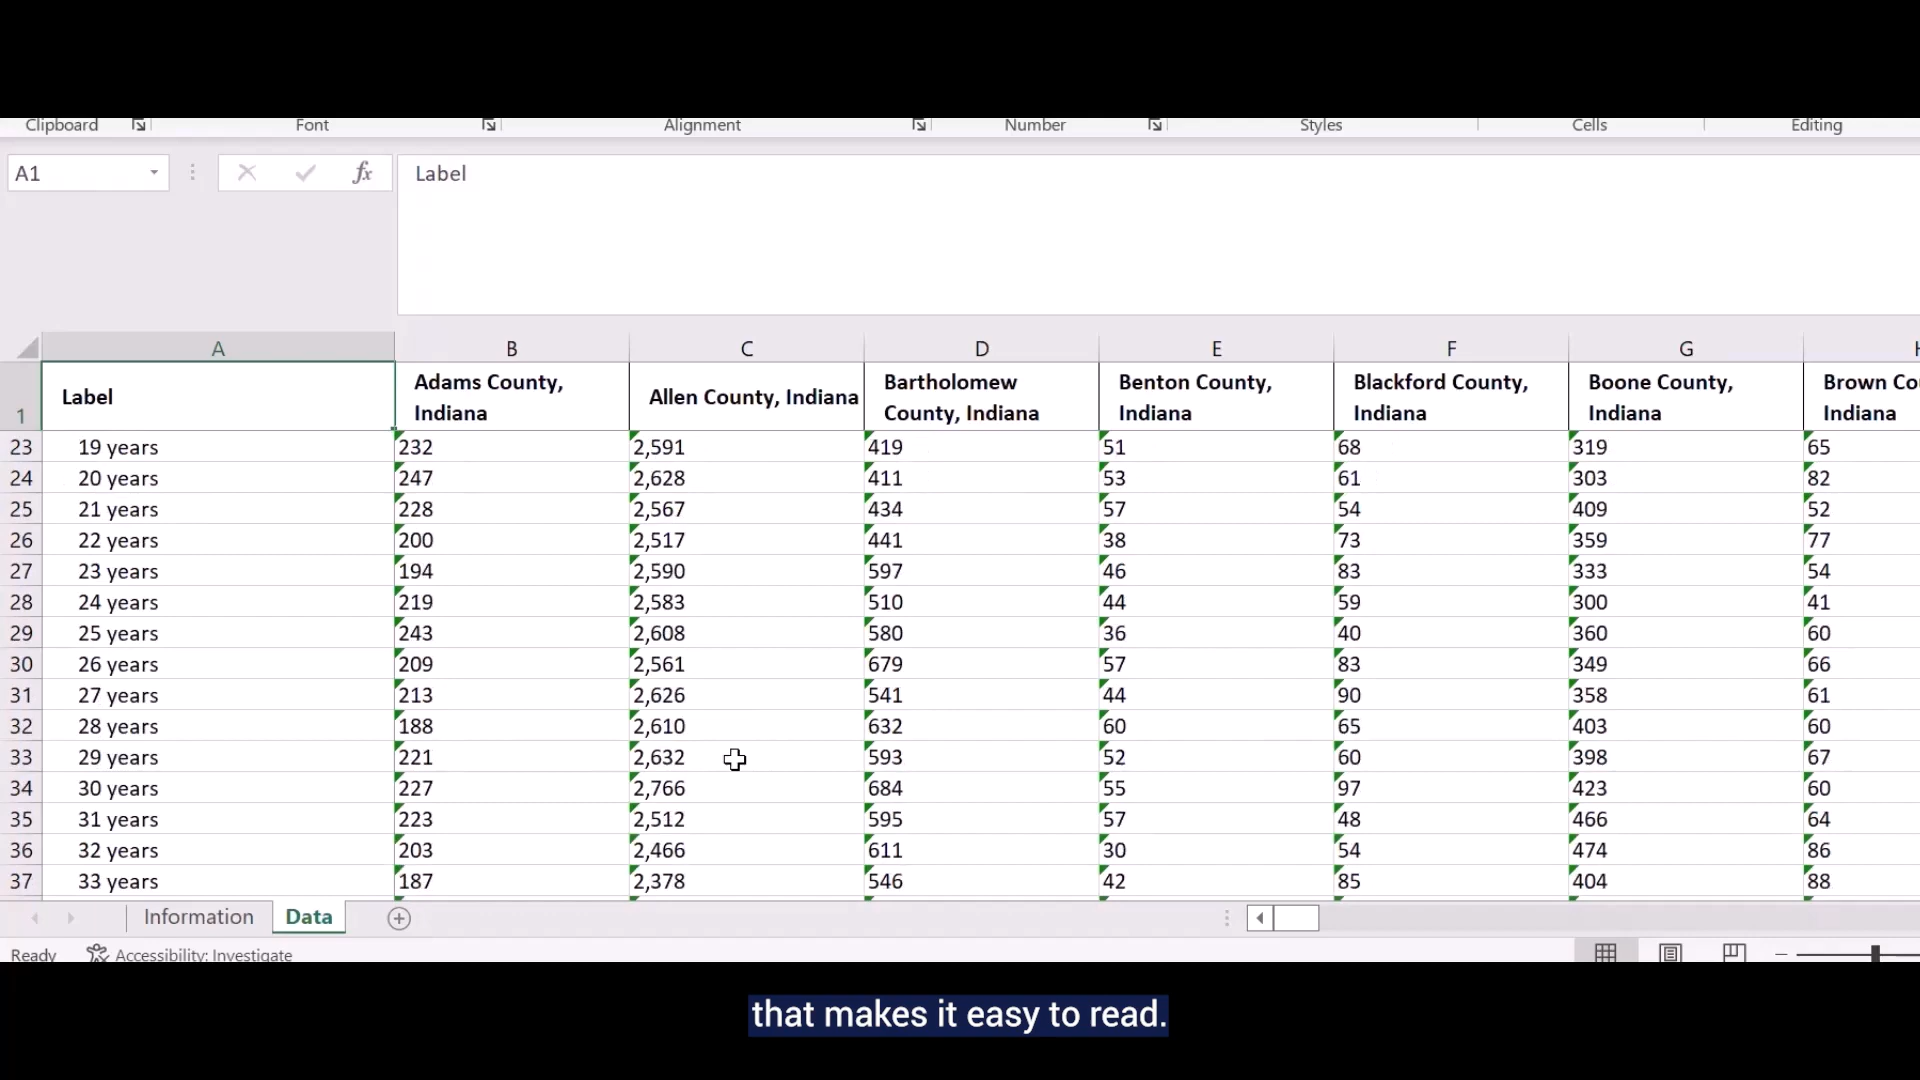 Clipboard Font Alignment Number Styles Cells Editing
A1 fx Label
A B C D E F G
1 Label Adams County, Indiana Allen County, Indiana Bartholomew County, Indiana Benton County, Indiana Blackford County, Indiana Boone County, Indiana Brown Co Indiana
23 19 years 232 2,591 419 51 68 319 65
24 20 years 247 2,628 411 53 61 303 82
25 21 years 228 2,567 434 57 54 409 52
26 22 years 200 2,517 441 38 73 359 77
27 23 years 194 2,590 597 46 83 333 54
28 24 years 219 2,583 510 44 59 300 41
29 25 years 243 2,608 580 36 40 360 60
30 26 years 209 2,561 679 57 83 349 66
31 27 years 213 2,626 541 44 90 358 61
32 28 years 188 2,610 632 60 65 403 60
33 29 years 221 2,632 593 52 60 398 67
34 30 years 227 2,766 684 55 97 423 60
35 31 years 223 2,512 595 57 48 466 64
36 32 years 203 2,466 611 30 54 474 86
37 33 years 187 2,378 546 42 85 404 88
Information Data
Ready Accessibility: Investigate
that makes it easy to read.